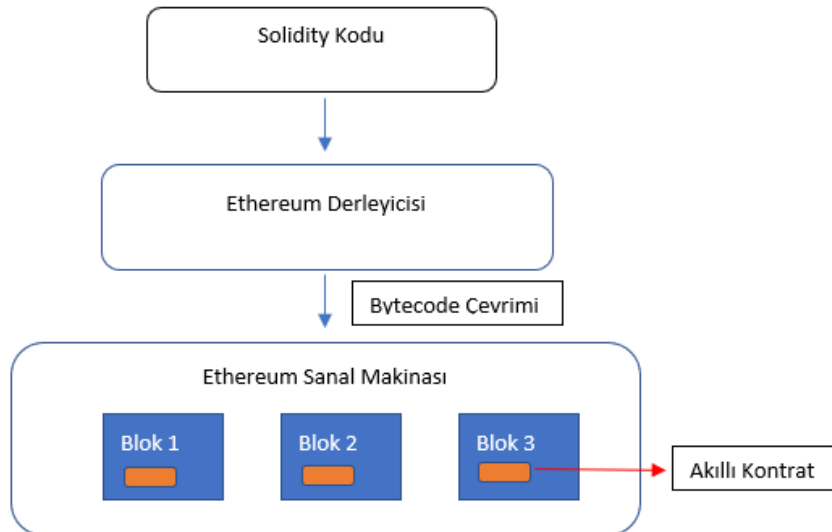 Solidity Kodu
Ethereum Derleyicisi
Bytecode Çevrimi
Ethereum Sanal Makinası
Blok 1
Blok 2
Blok 3
Akıllı Kontrat